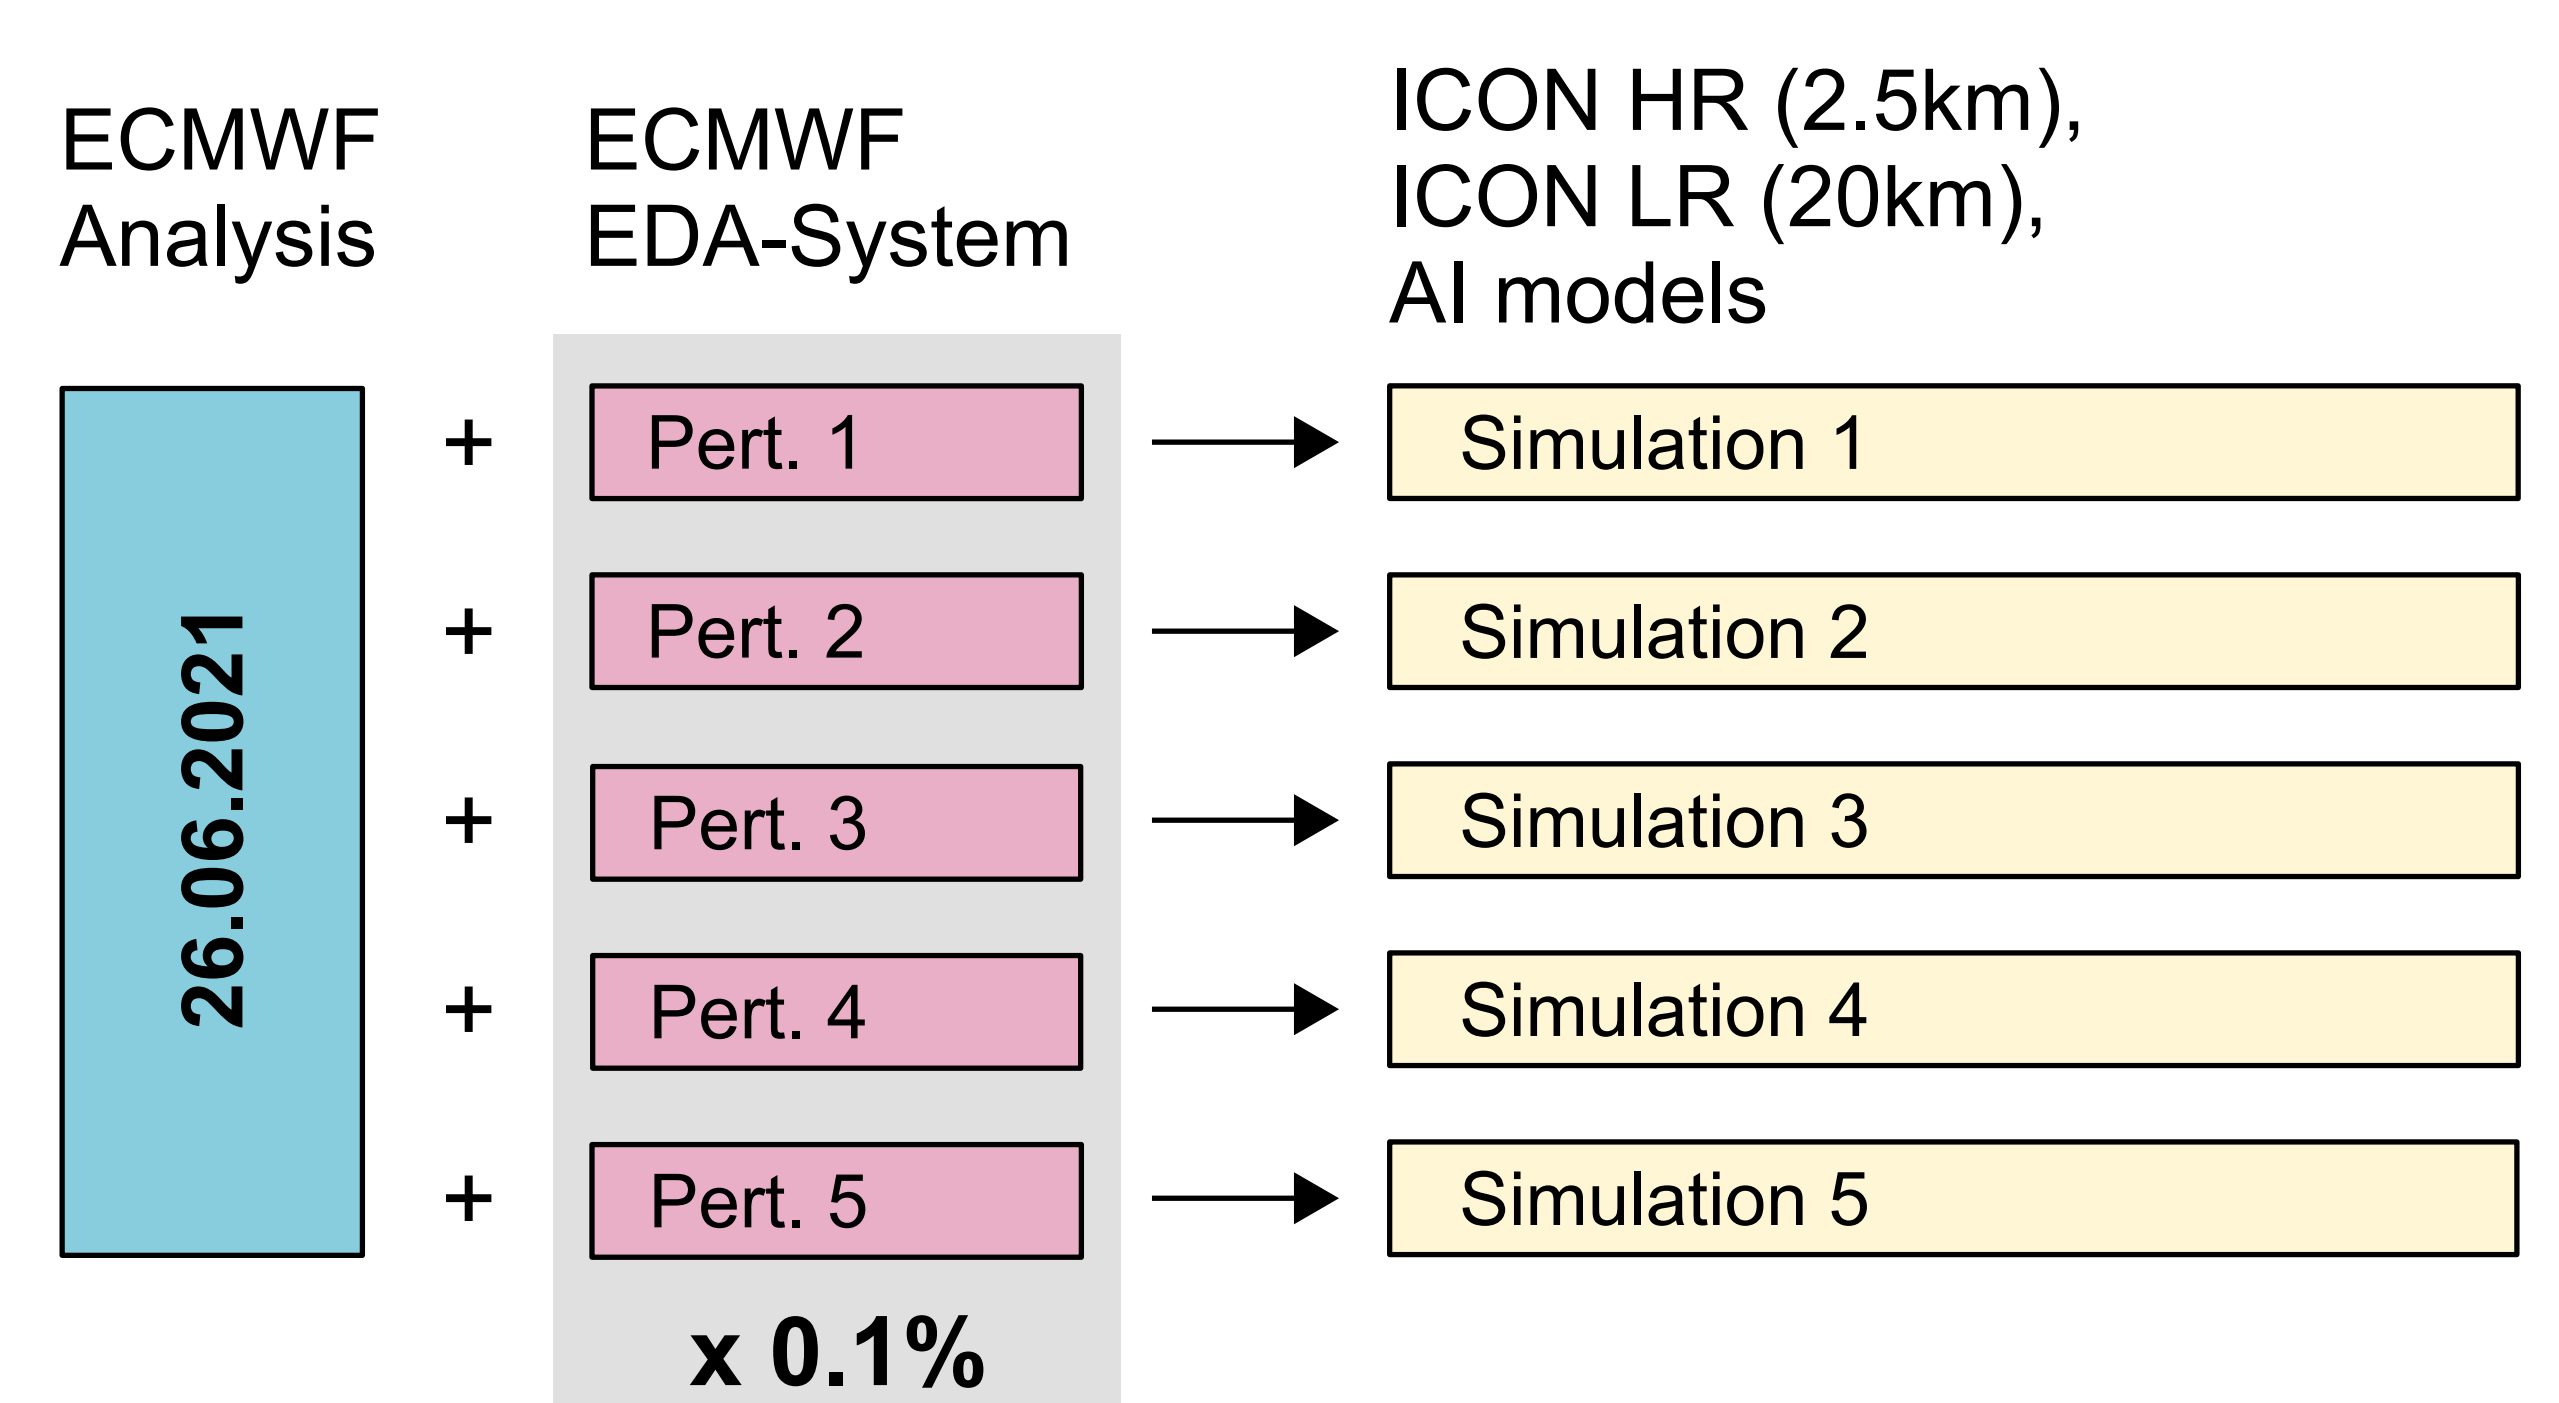 ECMWF
Analysis
ECMWF
EDA-System
ICON HR (2.5km),
ICON LR (20km),
AI models
26.06.2021
+ Pert. 1 Simulation 1
+ Pert. 2 Simulation 2
+ Pert. 3 Simulation 3
+ Pert. 4 Simulation 4
+ Pert. 5 Simulation 5
x 0.1%